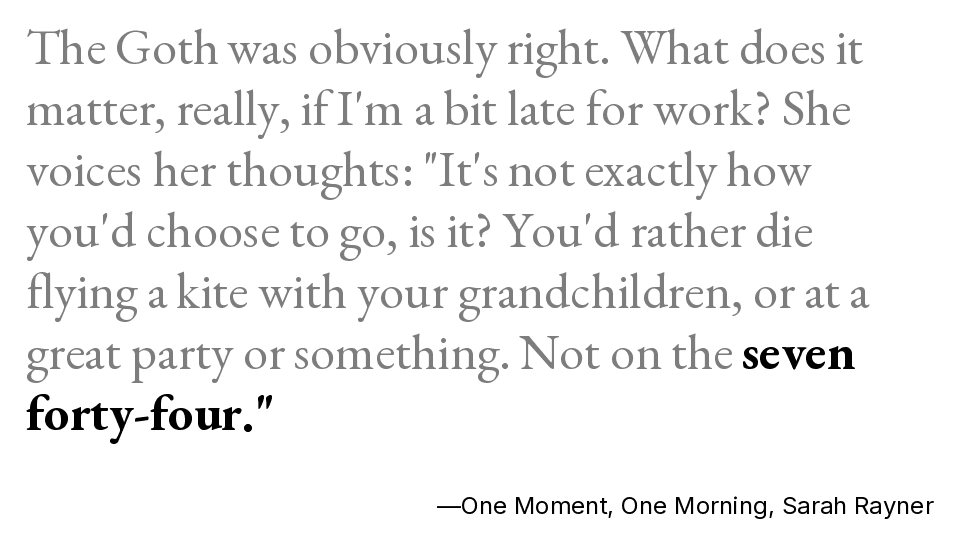 The Goth was obviously right. What does it
matter, really, if I'm a bit late for work? She
voices her thoughts: "It's not exactly how
you'd choose to go, is it? You'd rather die
flying a kite with your grandchildren, or at a
great party or something. Not on the seven
forty-four."
—One Moment, One Morning, Sarah Rayner